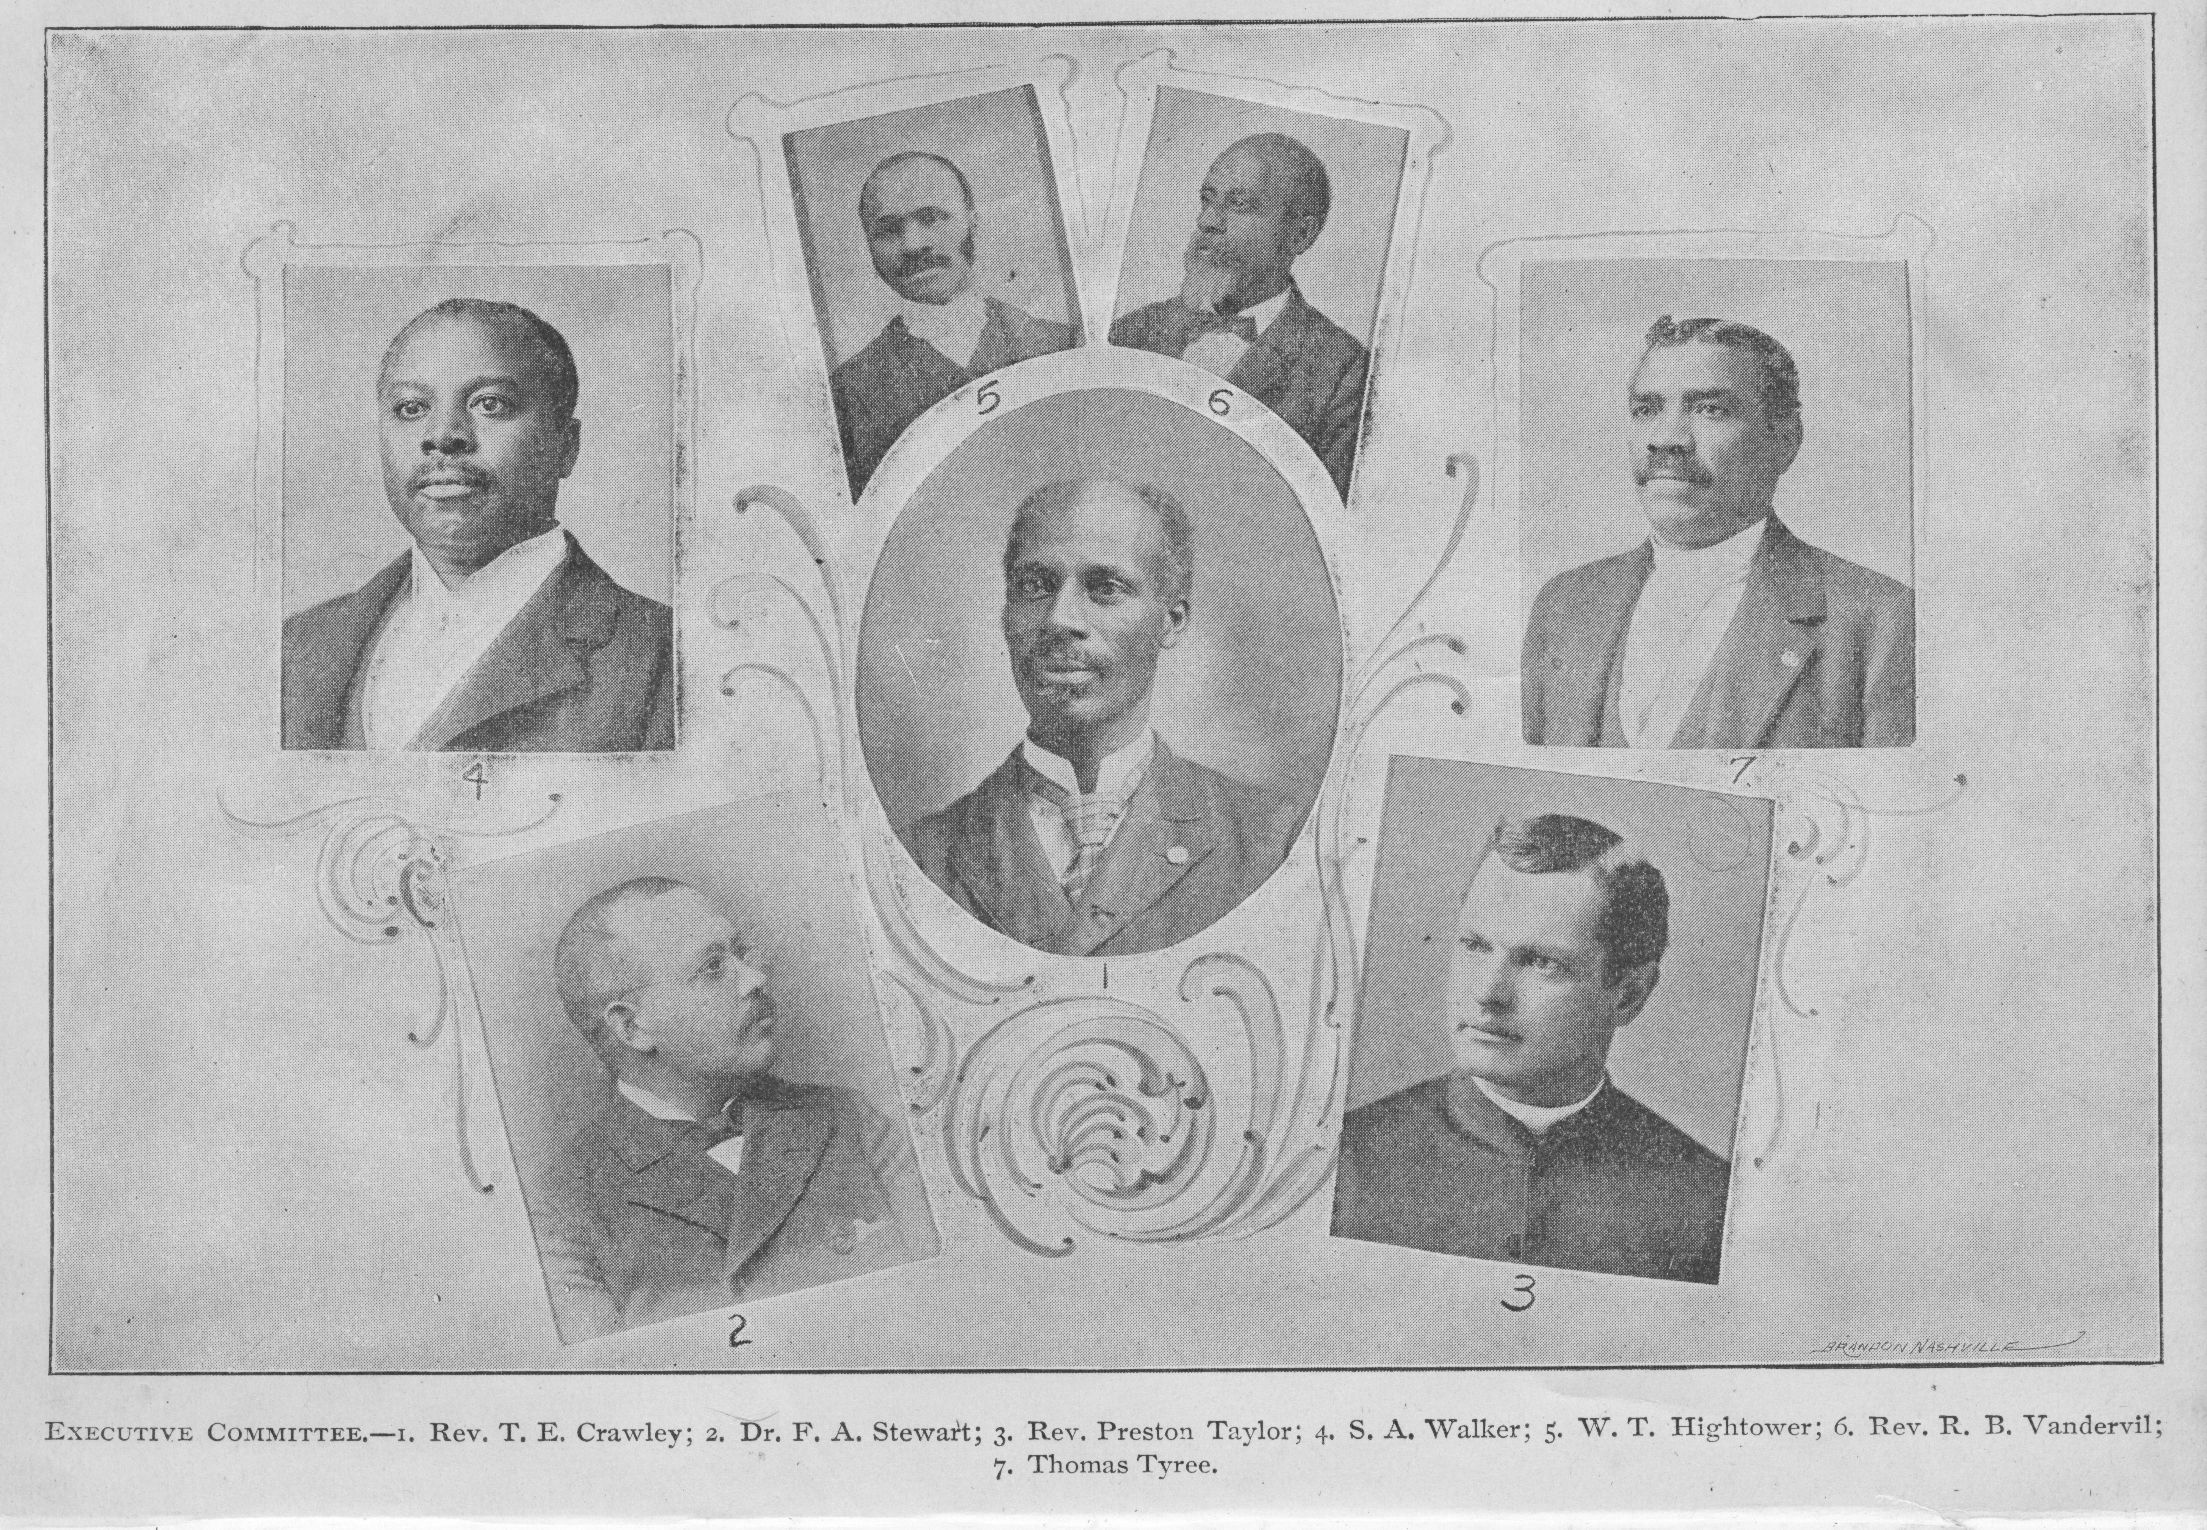 5
6
4
7
1
2
3
BRANDON NASHVILLE
EXECUTIVE COMMITTEE.—1. Rev. T. E. Crawley; 2. Dr. F. A. Stewart; 3. Rev. Preston Taylor; 4. S. A. Walker; 5. W. T. Hightower; 6. Rev. R. B. Vandervil;
7. Thomas Tyree.